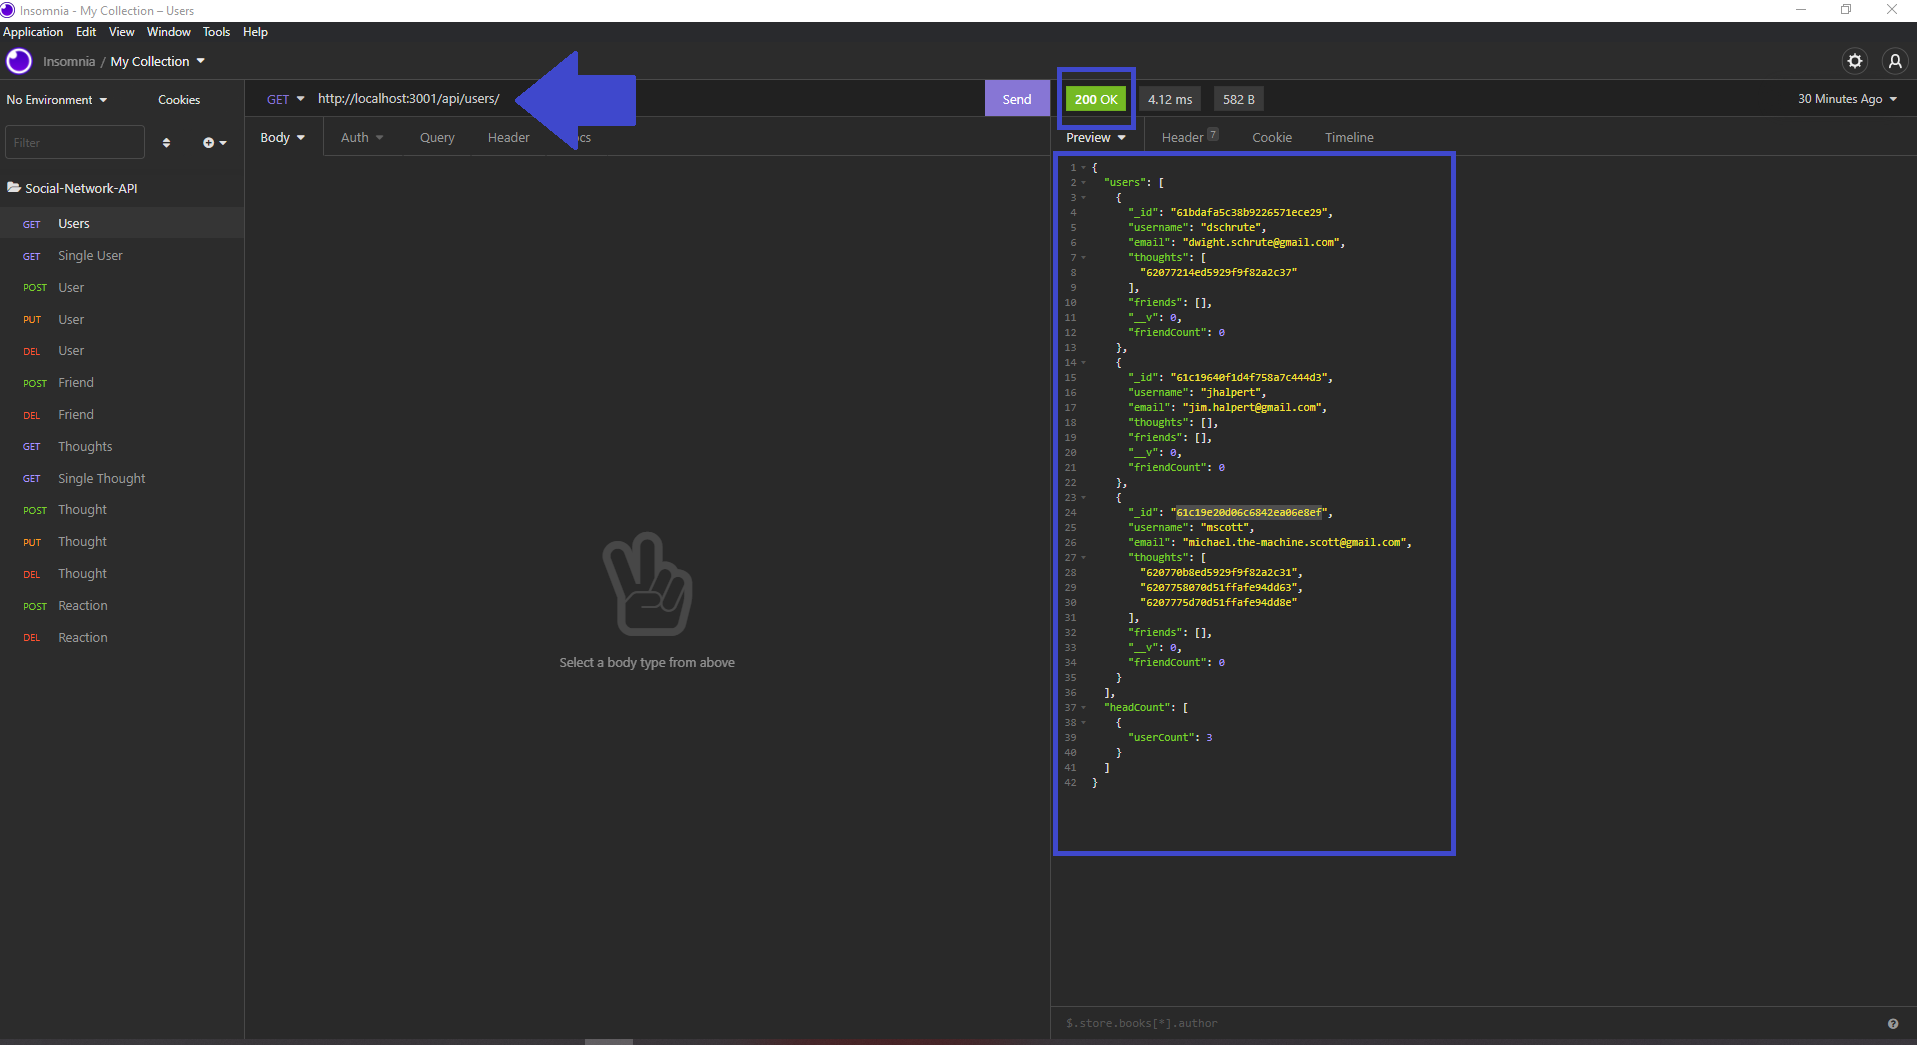 Insomnia - My Collection – Users
Application Edit View Window Tools Help
Insomnia / My Collection
No Environment Cookies
GET http://localhost:3001/api/users/ Send
200 OK 4.12 ms 582 B 30 Minutes Ago
Filter
Body Auth Query Header cs
Preview Header 7 Cookie Timeline
Social-Network-API
GET Users
GET Single User
POST User
PUT User
DEL User
POST Friend
DEL Friend
GET Thoughts
GET Single Thought
POST Thought
PUT Thought
DEL Thought
POST Reaction
DEL Reaction
Select a body type from above
1 {
2 "users": [
3 {
4 "_id": "61bdafa5c38b9226571ece29",
5 "username": "dschrute",
6 "email": "dwight.schrute@gmail.com",
7 "thoughts": [
8 "62077214ed5929f9f82a2c37"
9 ],
10 "friends": [],
11 "__v": 0,
12 "friendCount": 0
13 },
14 {
15 "_id": "61c19640f1d4f758a7c444d3",
16 "username": "jhalpert",
17 "email": "jim.halpert@gmail.com",
18 "thoughts": [],
19 "friends": [],
20 "__v": 0,
21 "friendCount": 0
22 },
23 {
24 "_id": "61c19e20d06c6842ea06e8ef",
25 "username": "mscott",
26 "email": "michael.the-machine.scott@gmail.com",
27 "thoughts": [
28 "620770b8ed5929f9f82a2c31",
29 "6207758070d51ffafe94dd63",
30 "6207775d70d51ffafe94dd8e"
31 ],
32 "friends": [],
33 "__v": 0,
34 "friendCount": 0
35 }
36 ],
37 "headCount": [
38 {
39 "userCount": 3
40 }
41 ]
42 }
$.store.books[*].author